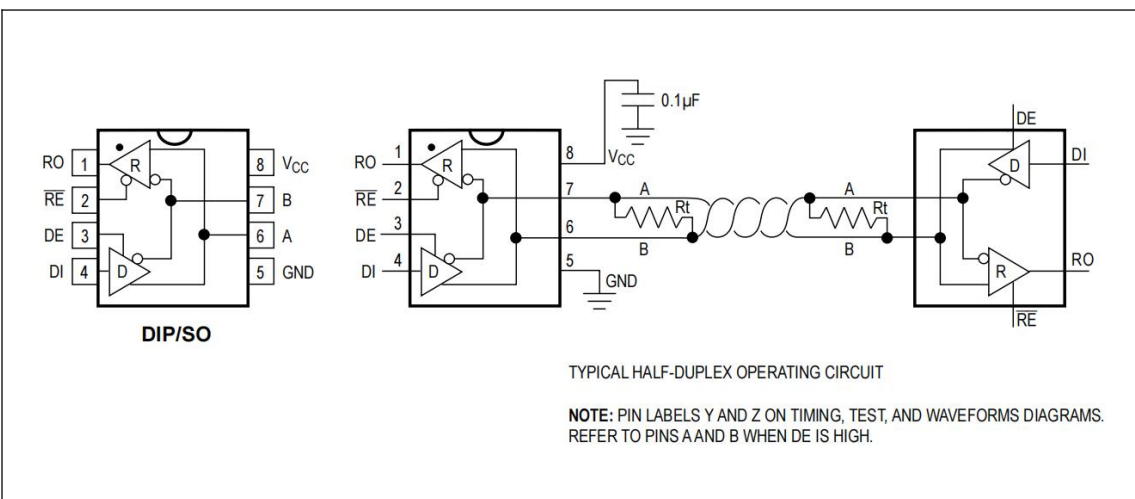 RO 1
RE 2
DE 3
DI 4
R
D
8 VCC
7 B
6 A
5 GND
DIP/SO
0.1µF
RO 1
RE 2
DE 3
DI 4
R
D
8 VCC
7
6
5
GND
A
Rt
B
A
Rt
B
DE
D
DI
R
RO
RE
TYPICAL HALF-DUPLEX OPERATING CIRCUIT
NOTE: PIN LABELS Y AND Z ON TIMING, TEST, AND WAVEFORMS DIAGRAMS.
REFER TO PINS A AND B WHEN DE IS HIGH.